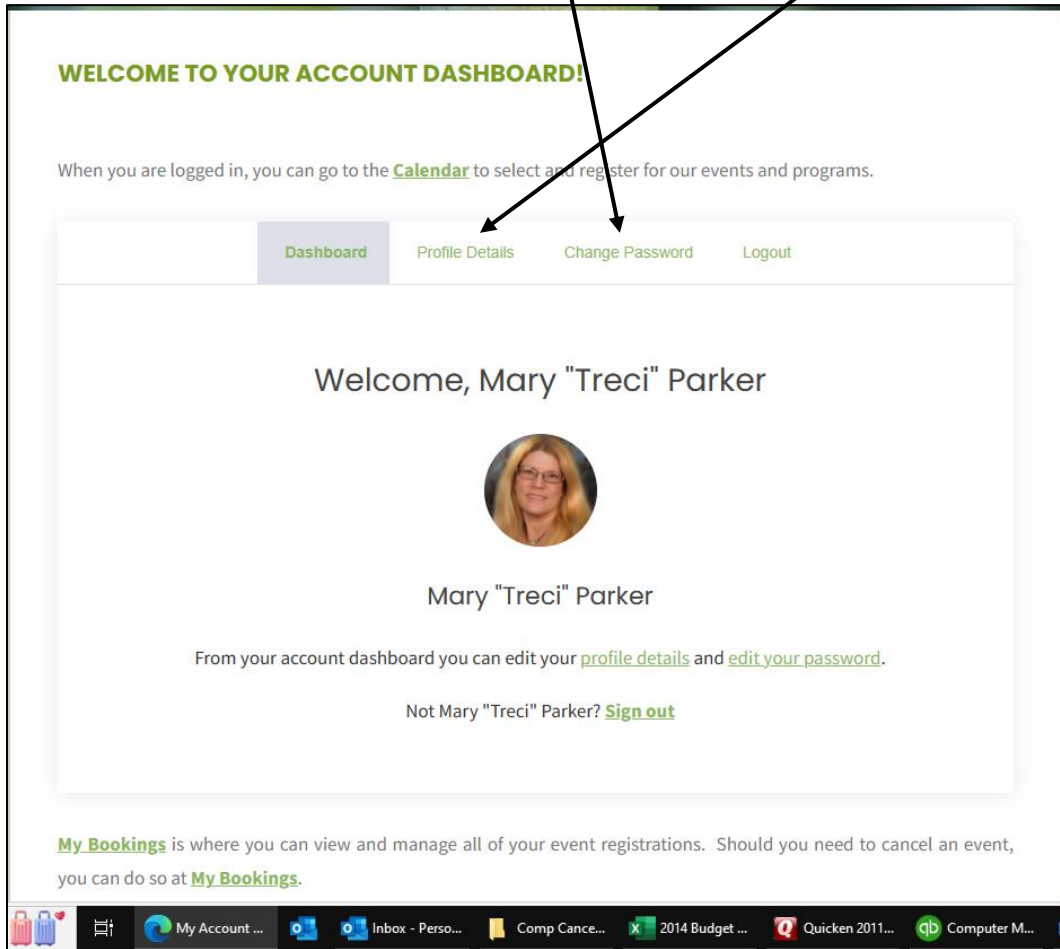 WELCOME TO YOUR ACCOUNT DASHBOARD!
When you are logged in, you can go to the Calendar to select and register for our events and programs.
Dashboard Profile Details Change Password Logout
Welcome, Mary "Treci" Parker
Mary "Treci" Parker
From your account dashboard you can edit your profile details and edit your password.
Not Mary "Treci" Parker? Sign out
My Bookings is where you can view and manage all of your event registrations. Should you need to cancel an event,
you can do so at My Bookings.
My Account ... Inbox - Perso... Comp Cance... 2014 Budget ... Quicken 2011... Computer M...